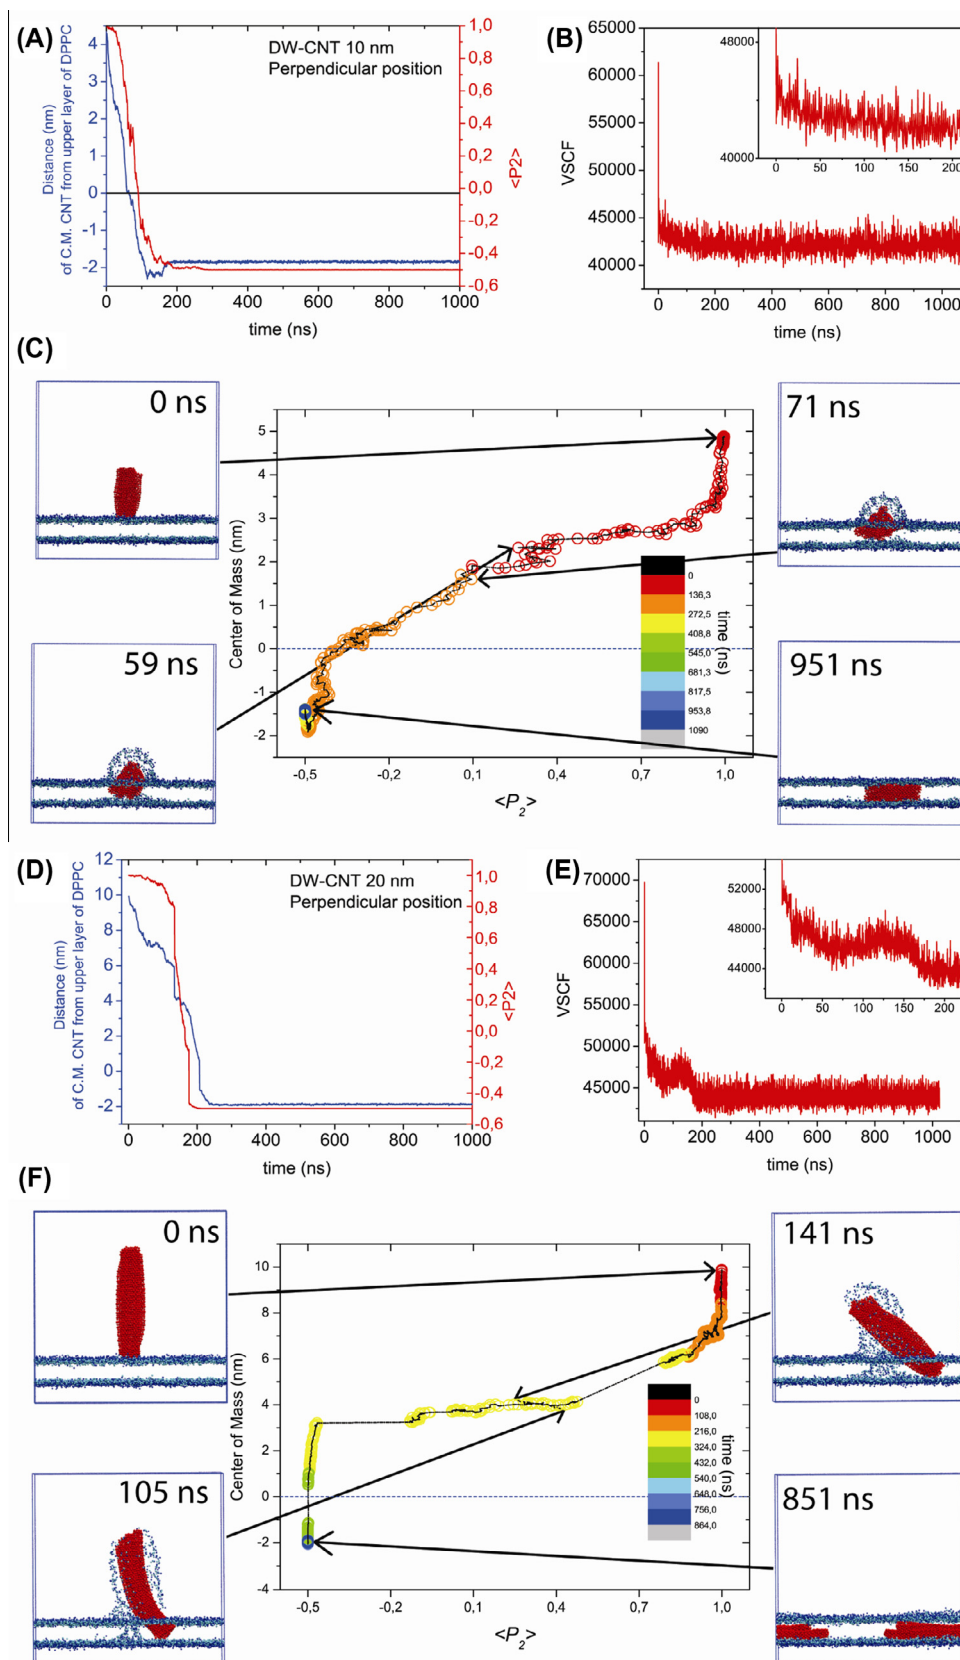 (A)
DW-CNT 10 nm
Perpendicular position
Distance (nm)
of C.M. CNT from upper layer of DPPC
4
3
2
1
0
-1
-2
1,0
0,8
0,6
0,4
0,2
0,0
-0,2
-0,4
-0,6
<P2>
0 200 400 600 800 1000
time (ns)
(B)
VSCF
65000
60000
55000
50000
45000
40000
48000
40000
0 50 100 150 200
0 200 400 600 800 1000
time (ns)
(C)
0 ns
71 ns
59 ns
951 ns
Center of Mass (nm)
5
4
3
2
1
0
-1
-2
-0,5 -0,2 0,1 0,4 0,7 1,0
<P2>
0
136,3
272,5
408,8
545,0
681,3
817,5
953,8
1090
time (ns)
(D)
DW-CNT 20 nm
Perpendicular position
Distance (nm)
of C.M. CNT from upper layer of DPPC
12
10
8
6
4
2
0
-2
1,0
0,8
0,6
0,4
0,2
0,0
-0,2
-0,4
-0,6
<P2>
0 200 400 600 800 1000
time (ns)
(E)
VSCF
70000
65000
60000
55000
50000
45000
52000
48000
44000
0 50 100 150 200
0 200 400 600 800 1000
time (ns)
(F)
0 ns
141 ns
105 ns
851 ns
Center of Mass (nm)
10
8
6
4
2
0
-2
-4
-0,5 -0,2 0,1 0,4 0,7 1,0
<P2>
0
108,0
216,0
324,0
432,0
540,0
648,0
756,0
864,0
time (ns)